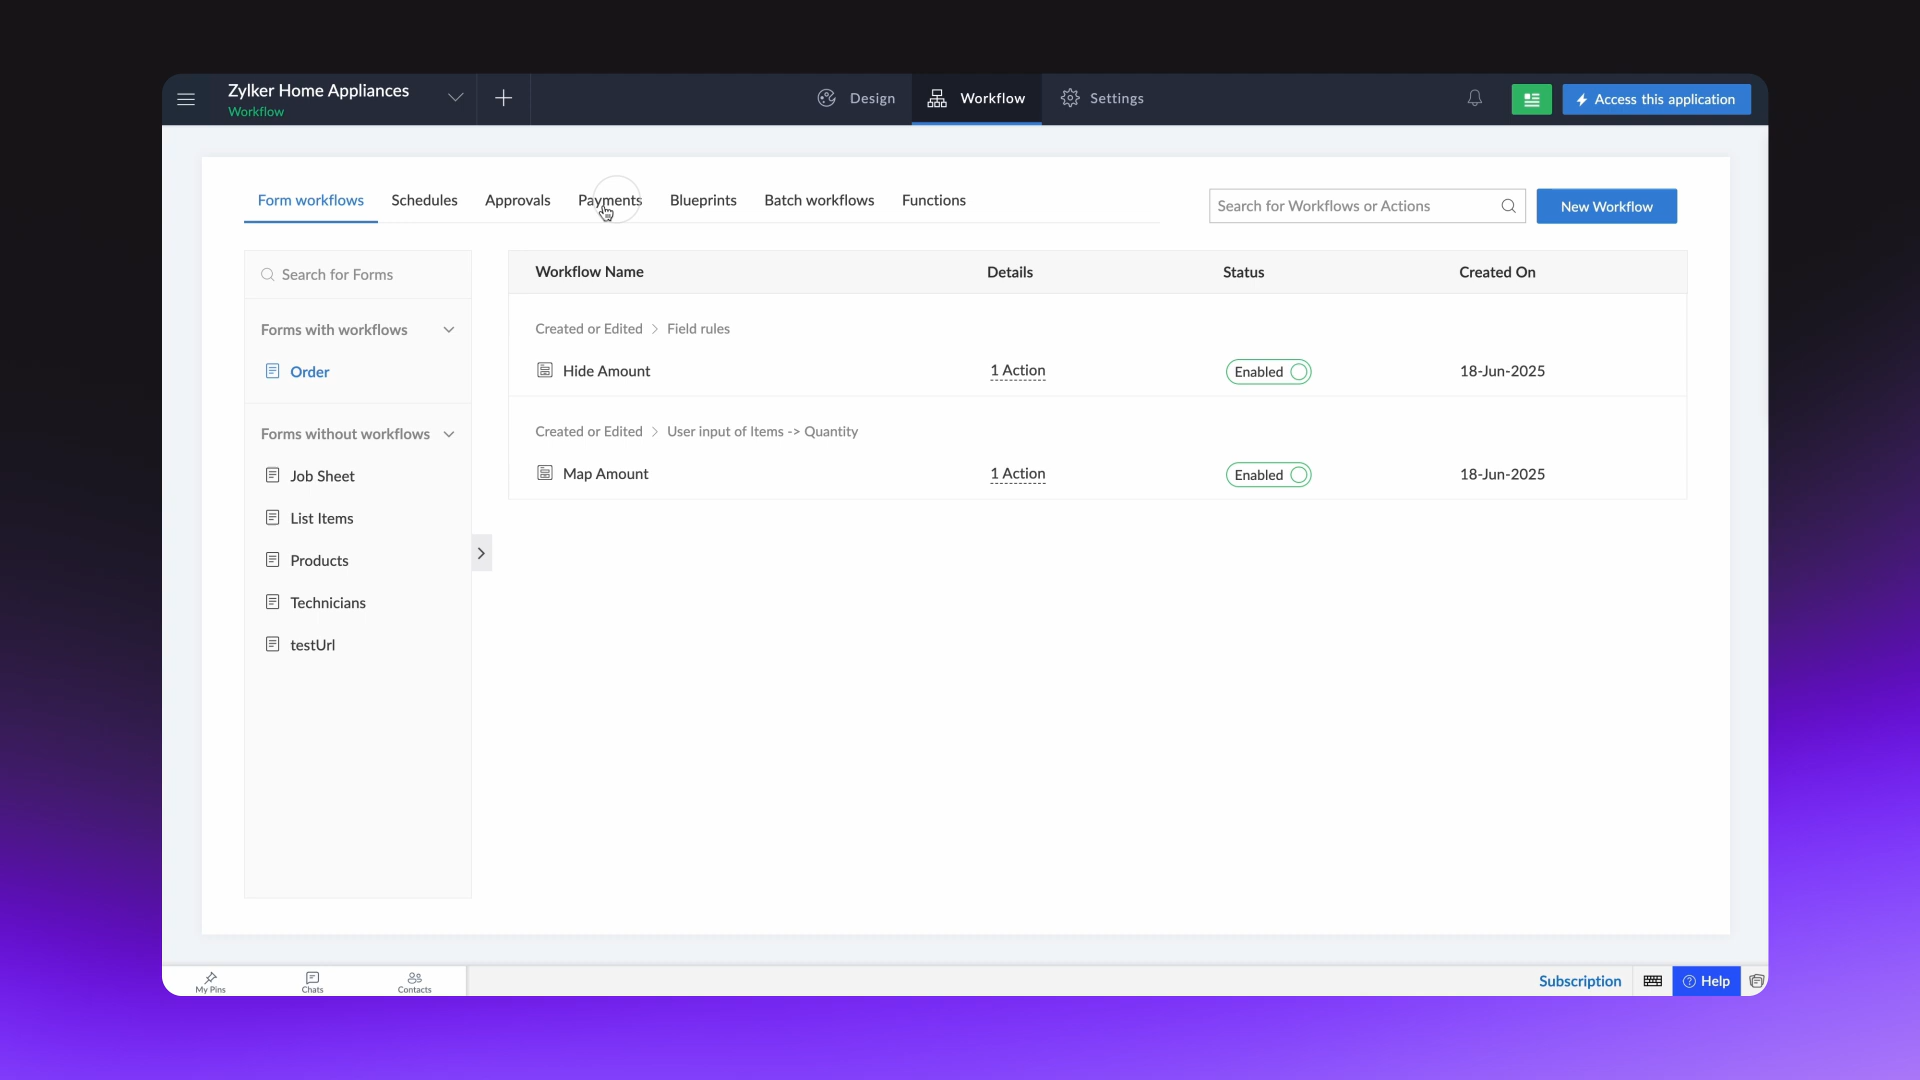 Zylker Home Appliances
Workflow
Design
Workflow
Settings
Access this application
Form workflows
Schedules
Approvals
Payments
Blueprints
Batch workflows
Functions
Search for Workflows or Actions
New Workflow
Search for Forms
Forms with workflows
Order
Forms without workflows
Job Sheet
List Items
Products
Technicians
testUrl
Workflow Name
Details
Status
Created On
Created or Edited > Field rules
Hide Amount
1 Action
Enabled
18-Jun-2025
Created or Edited > User input of Items -> Quantity
Map Amount
1 Action
Enabled
18-Jun-2025
My Pins
Chats
Contacts
Subscription
Help